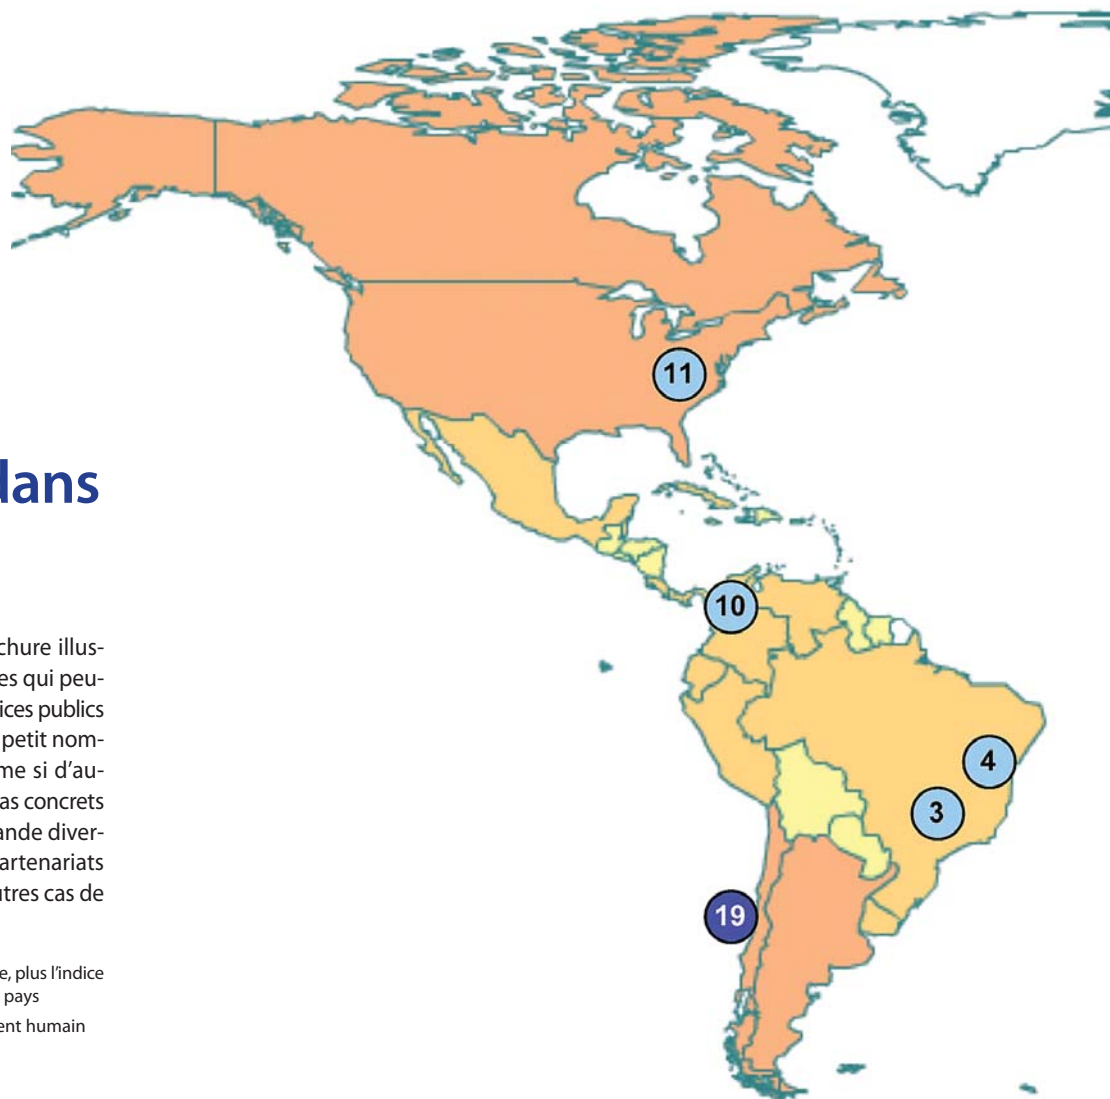 11
dans
10
chure illus-
es qui peu-
ices publics
petit nom-
me si d'au-
as concrets
ande diver-
artenariats
utres cas de
4
3
19
e, plus l'indice
pays
ent humain